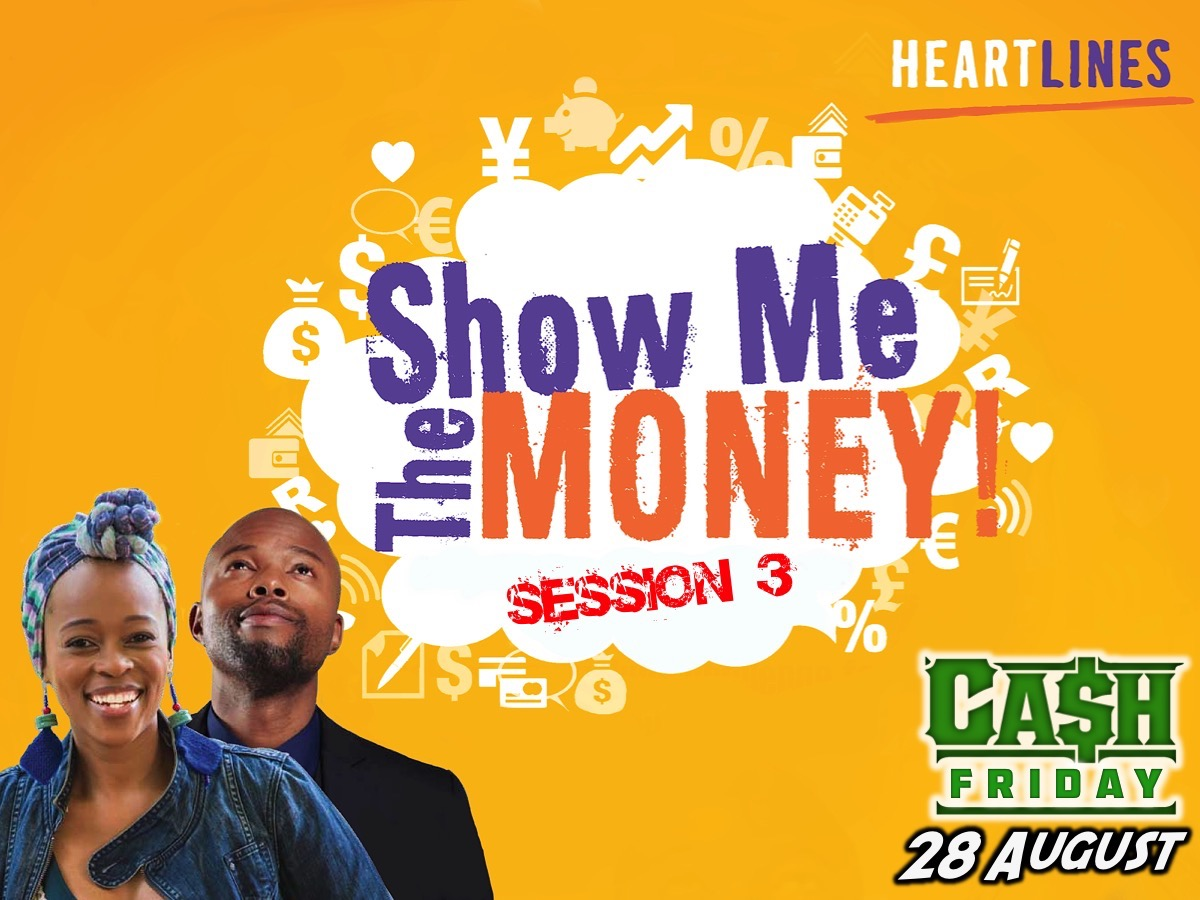 HEARTLINES
Show Me
The MONEY!
SESSION 3
CA$H
FRIDAY
28 AUGUST